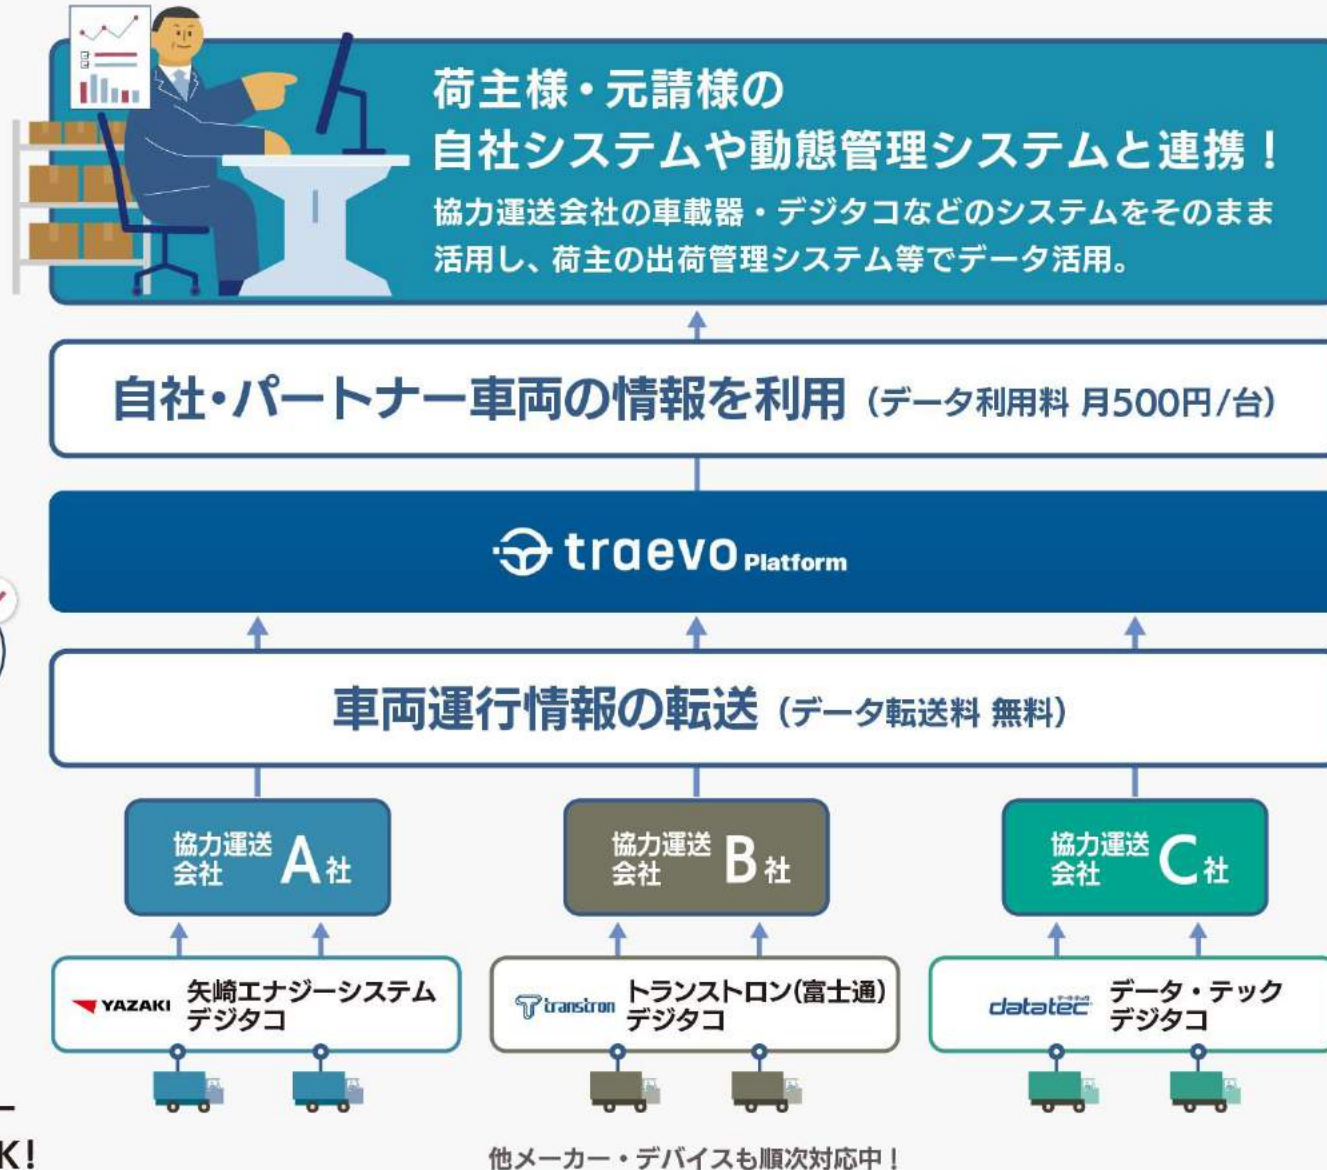 荷主様・元請様の
自社システムや動態管理システムと連携！
協力運送会社の車載器・デジタコなどのシステムをそのまま
活用し、荷主の出荷管理システム等でデータ活用。
自社・パートナー車両の情報を利用（データ利用料 月500円/台）
traevo Platform
車両運行情報の転送（データ転送料 無料）
協力運送
会社 A社
協力運送
会社 B社
協力運送
会社 C社
YAZAKI 矢崎エナジーシステム
デジタコ
transtron トランストロン(富士通)
デジタコ
datatec データ・テック
デジタコ
K!
他メーカー・デバイスも順次対応中！